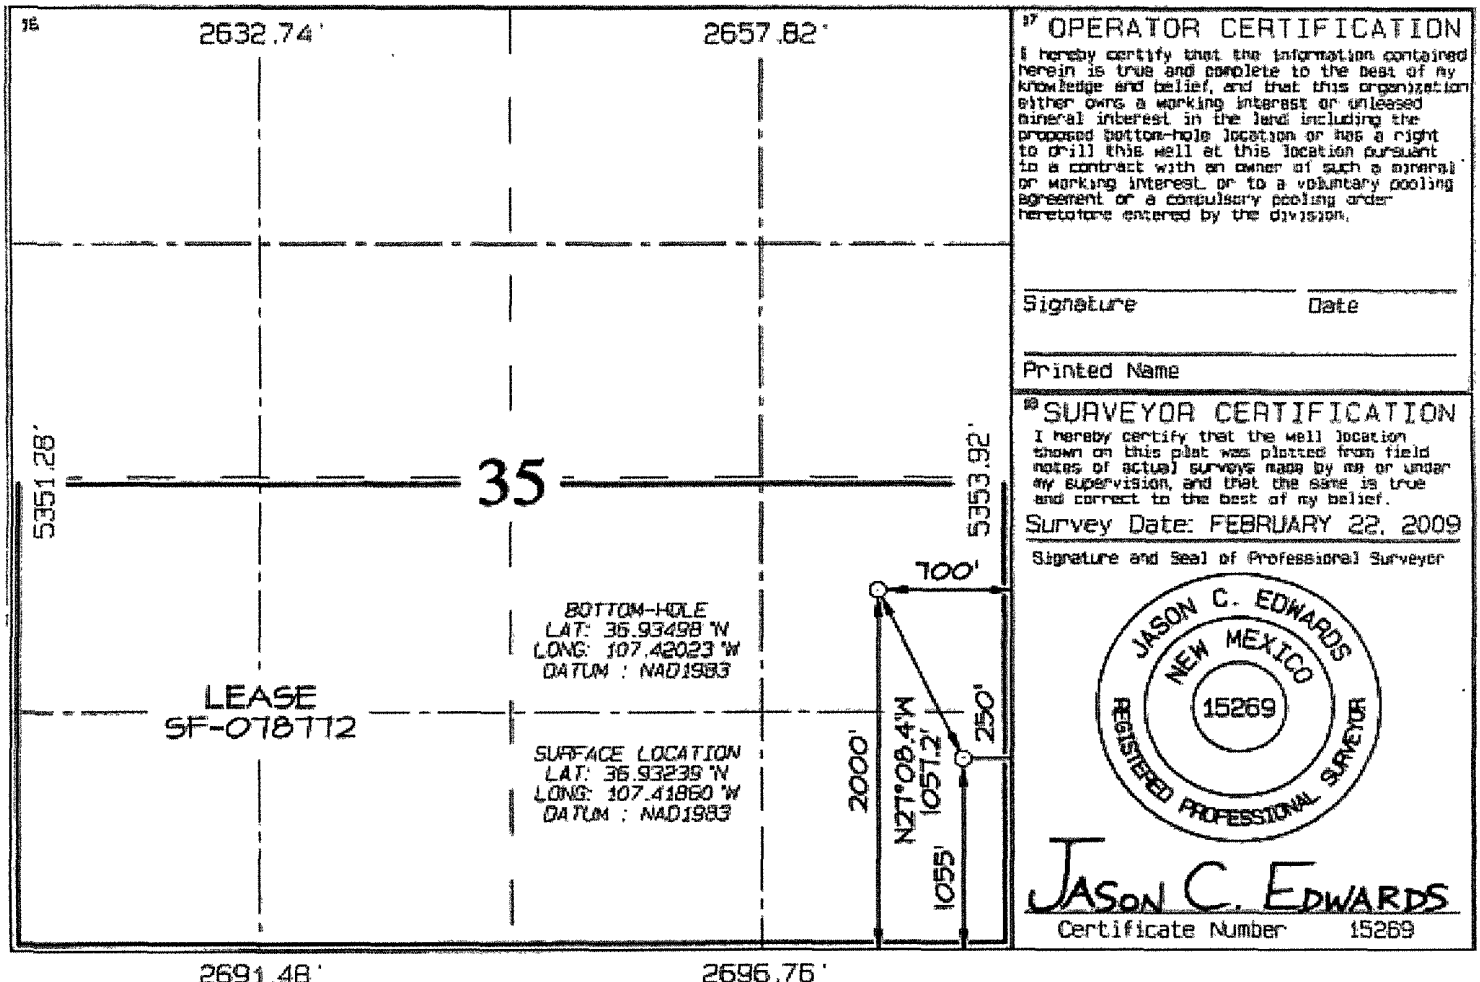 16
2632.74'
2657.82'
5351.28'
35
5353.92'
700'
BOTTOM-HOLE
LAT: 36.93498 °N
LONG: 107.42023 °W
DATUM : NAD1983
LEASE
SF-078772
SURFACE LOCATION
LAT: 36.93239 °N
LONG: 107.41860 °W
DATUM : NAD1983
2000'
N27°08.4'W
1057.2'
250'
1055'
2691.48'
2696.76'
17 OPERATOR CERTIFICATION
I hereby certify that the information contained
herein is true and complete to the best of my
knowledge and belief, and that this organization
either owns a working interest or unleased
mineral interest in the land including the
proposed bottom-hole location or has a right
to drill this well at this location pursuant
to a contract with an owner of such a mineral
or working interest, or to a voluntary pooling
agreement or a compulsory pooling order
heretofore entered by the division.
Signature Date
Printed Name
18 SURVEYOR CERTIFICATION
I hereby certify that the well location
shown on this plat was plotted from field
notes of actual surveys made by me or under
my supervision, and that the same is true
and correct to the best of my belief.
Survey Date: FEBRUARY 22, 2009
Signature and Seal of Professional Surveyor
JASON C. EDWARDS
NEW MEXICO
15269
REGISTERED PROFESSIONAL SURVEYOR
JASON C. EDWARDS
Certificate Number 15269